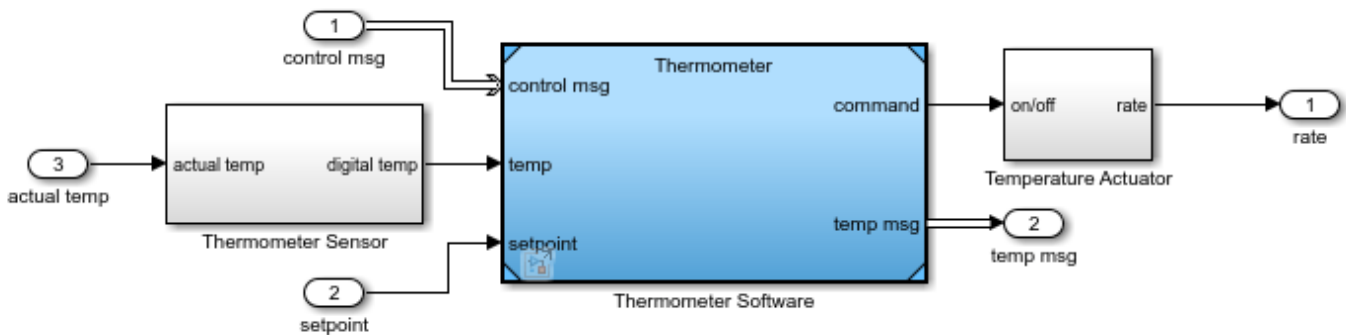 1
control msg
3
actual temp
actual temp
digital temp
Thermometer Sensor
2
setpoint
Thermometer
control msg
temp
setpoint
command
temp msg
Thermometer Software
on/off
rate
Temperature Actuator
1
rate
2
temp msg